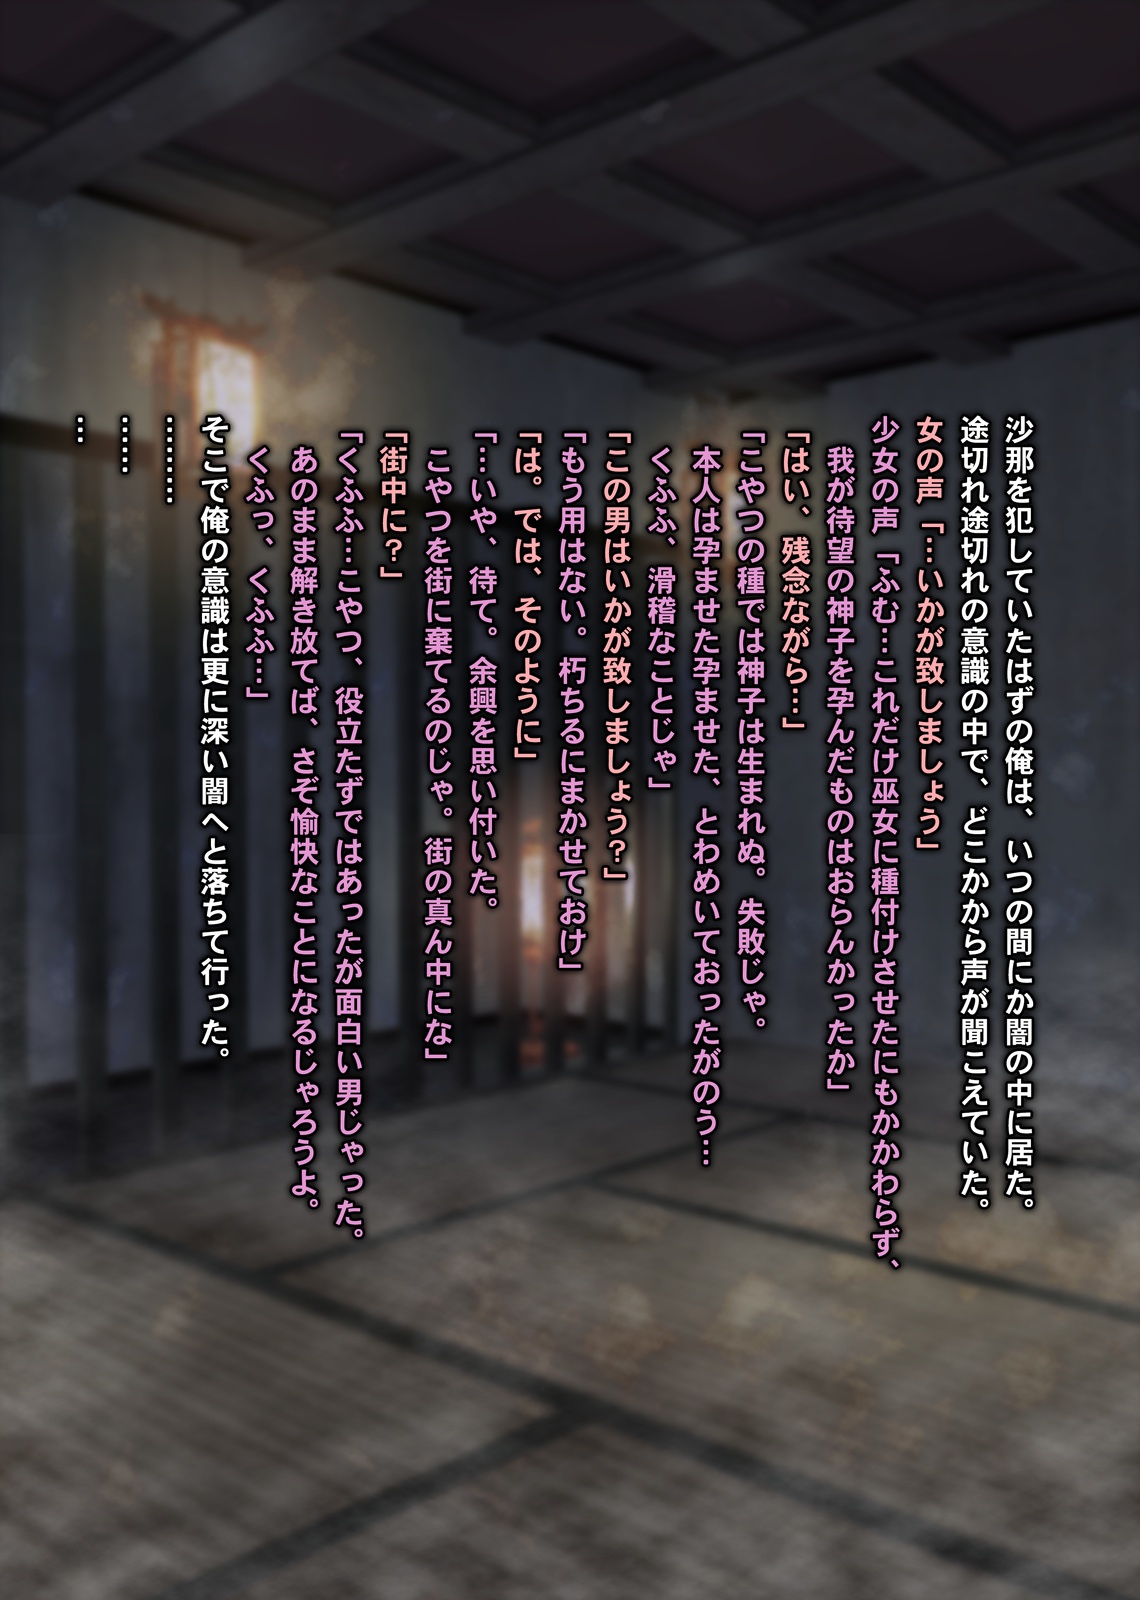 沙那を犯していたはずの俺は、いつの間にか闇の中に居た。
途切れ途切れの意識の中で、どこかから声が聞こえていた。
女の声「…いかが致しましょう」
少女の声「ふむ…これだけ巫女に種付けさせたにもかかわらず、
我が待望の神子を孕んだものはおらんかったか」
「はい、残念ながら…」
「こやつの種では神子は生まれぬ。失敗じゃ。
本人は孕ませた孕ませた、とわめいておったがのう…
くふふ、滑稽なことじゃ」
「この男はいかが致しましょう?」
「もう用はない。朽ちるにまかせておけ」
「は。では、そのように」
「…いや、待て。余興を思い付いた。
こやつを街に棄てるのじゃ。街の真ん中にな」
「街中に?」
「くふふ…こやつ、役立たずではあったが面白い男じゃった。
あのまま解き放てば、さぞ愉快なことになるじゃろうよ。
くふっ、くふふ…」
そこで俺の意識は更に深い闇へと落ちて行った。
………
……
…